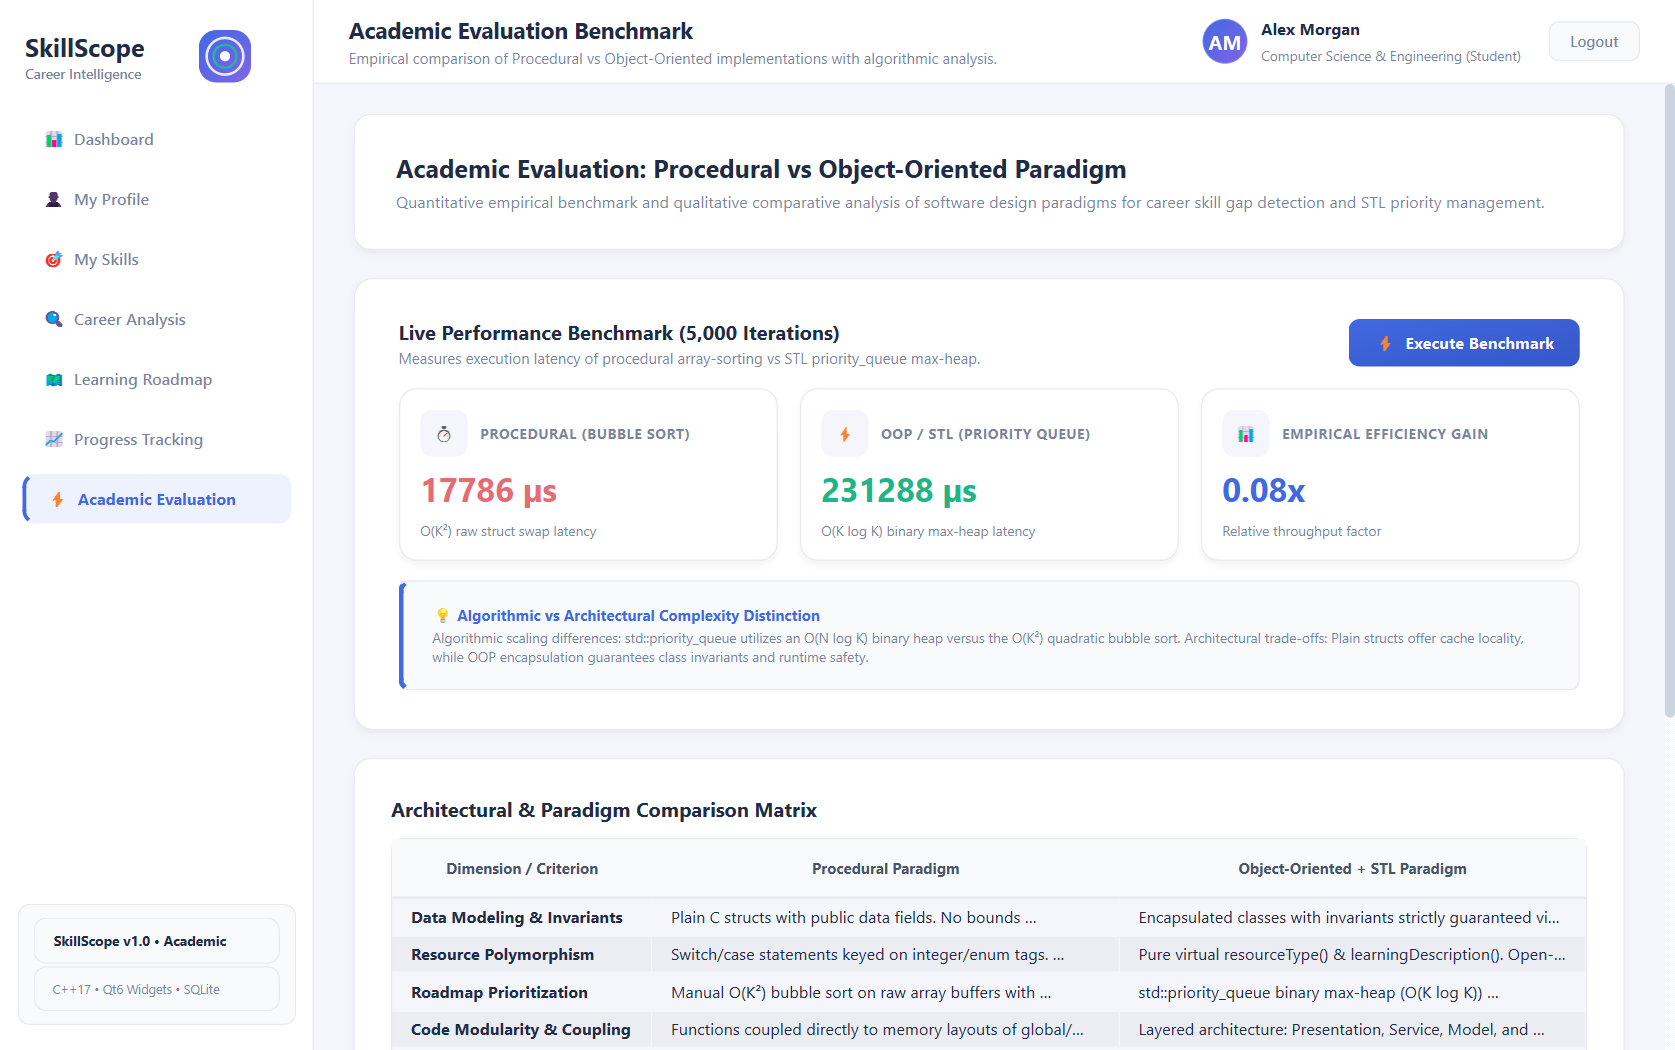 SkillScope
Career Intelligence
Dashboard
My Profile
My Skills
Career Analysis
Learning Roadmap
Progress Tracking
Academic Evaluation
SkillScope v1.0 • Academic
C++17 • Qt6 Widgets • SQLite
Academic Evaluation Benchmark
Empirical comparison of Procedural vs Object-Oriented implementations with algorithmic analysis.
AM
Alex Morgan
Computer Science & Engineering (Student)
Logout
Academic Evaluation: Procedural vs Object-Oriented Paradigm
Quantitative empirical benchmark and qualitative comparative analysis of software design paradigms for career skill gap detection and STL priority management.
Live Performance Benchmark (5,000 Iterations)
Measures execution latency of procedural array-sorting vs STL priority_queue max-heap.
Execute Benchmark
PROCEDURAL (BUBBLE SORT)
17786 µs
O(K²) raw struct swap latency
OOP / STL (PRIORITY QUEUE)
231288 µs
O(K log K) binary max-heap latency
EMPIRICAL EFFICIENCY GAIN
0.08x
Relative throughput factor
Algorithmic vs Architectural Complexity Distinction
Algorithmic scaling differences: std::priority_queue utilizes an O(N log K) binary heap versus the O(K²) quadratic bubble sort. Architectural trade-offs: Plain structs offer cache locality,
while OOP encapsulation guarantees class invariants and runtime safety.
Architectural & Paradigm Comparison Matrix
Dimension / Criterion Procedural Paradigm Object-Oriented + STL Paradigm
Data Modeling & Invariants Plain C structs with public data fields. No bounds ... Encapsulated classes with invariants strictly guaranteed vi...
Resource Polymorphism Switch/case statements keyed on integer/enum tags. ... Pure virtual resourceType() & learningDescription(). Open-...
Roadmap Prioritization Manual O(K²) bubble sort on raw array buffers with ... std::priority_queue binary max-heap (O(K log K)) ...
Code Modularity & Coupling Functions coupled directly to memory layouts of global/... Layered architecture: Presentation, Service, Model, and ...